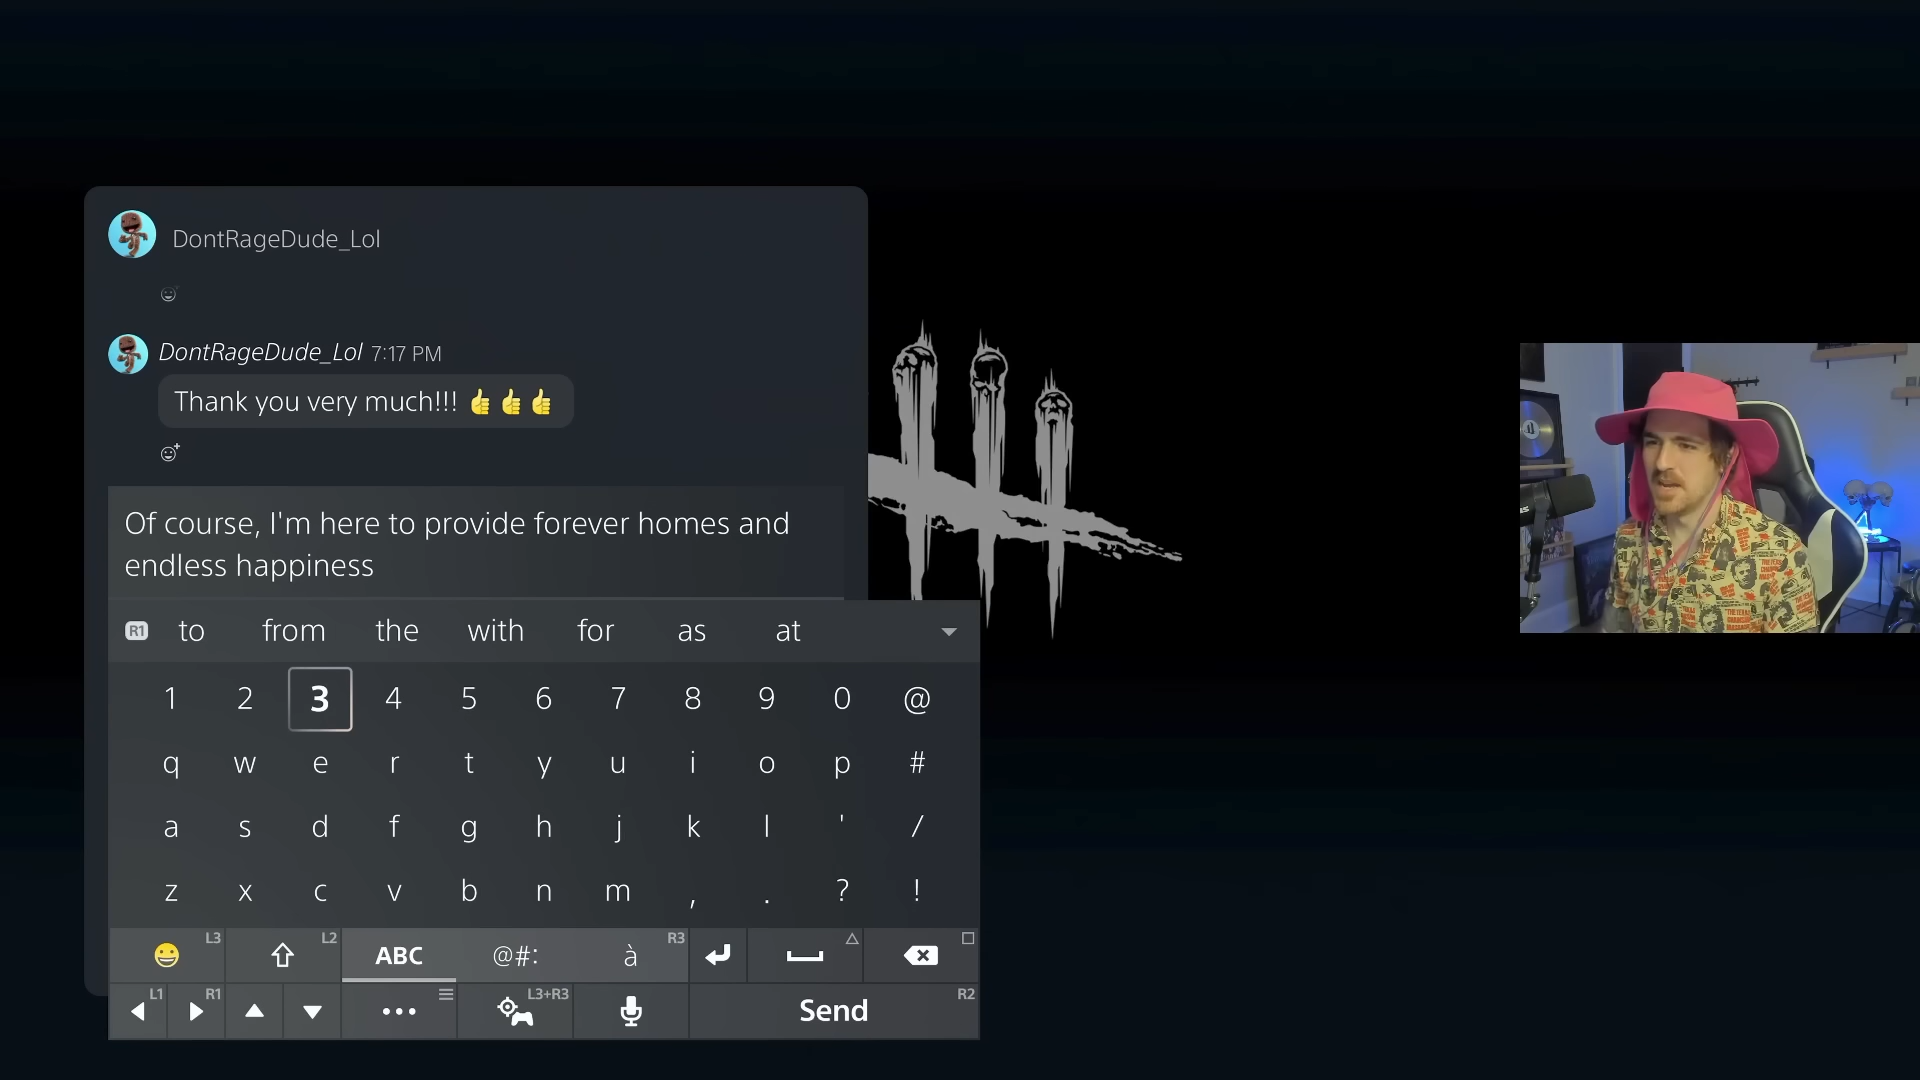 DontRageDude_Lol
DontRageDude_Lol 7:17 PM
Thank you very much!!! 👍👍👍
Of course, I'm here to provide forever homes and
endless happiness
R1 to from the with for as at
1 2 3 4 5 6 7 8 9 0 @
q w e r t y u i o p #
a s d f g h j k l ' /
z x c v b n m , . ? !
L3 L2 ABC @#: à R3
L1 R1 ... L3+R3 Send R2